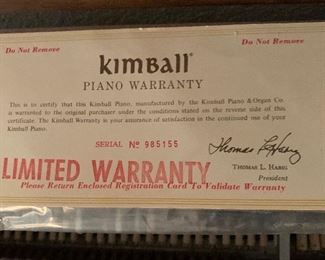 Do Not Remove
Do Not Remove
KIMBALL®
PIANO WARRANTY
This is to certify that this Kimball Piano, manufactured by the Kimball Piano & Organ Co.
is warranted to the original purchaser under the conditions stated on the reverse side of this
certificate. The Kimball Warranty is your assurance of satisfaction in the continued use of your
Kimball Piano.
SERIAL Nº 985155
Thomas L. Habig
THOMAS L. HABIG
President
LIMITED WARRANTY
Please Return Enclosed Registration Card To Validate Warranty